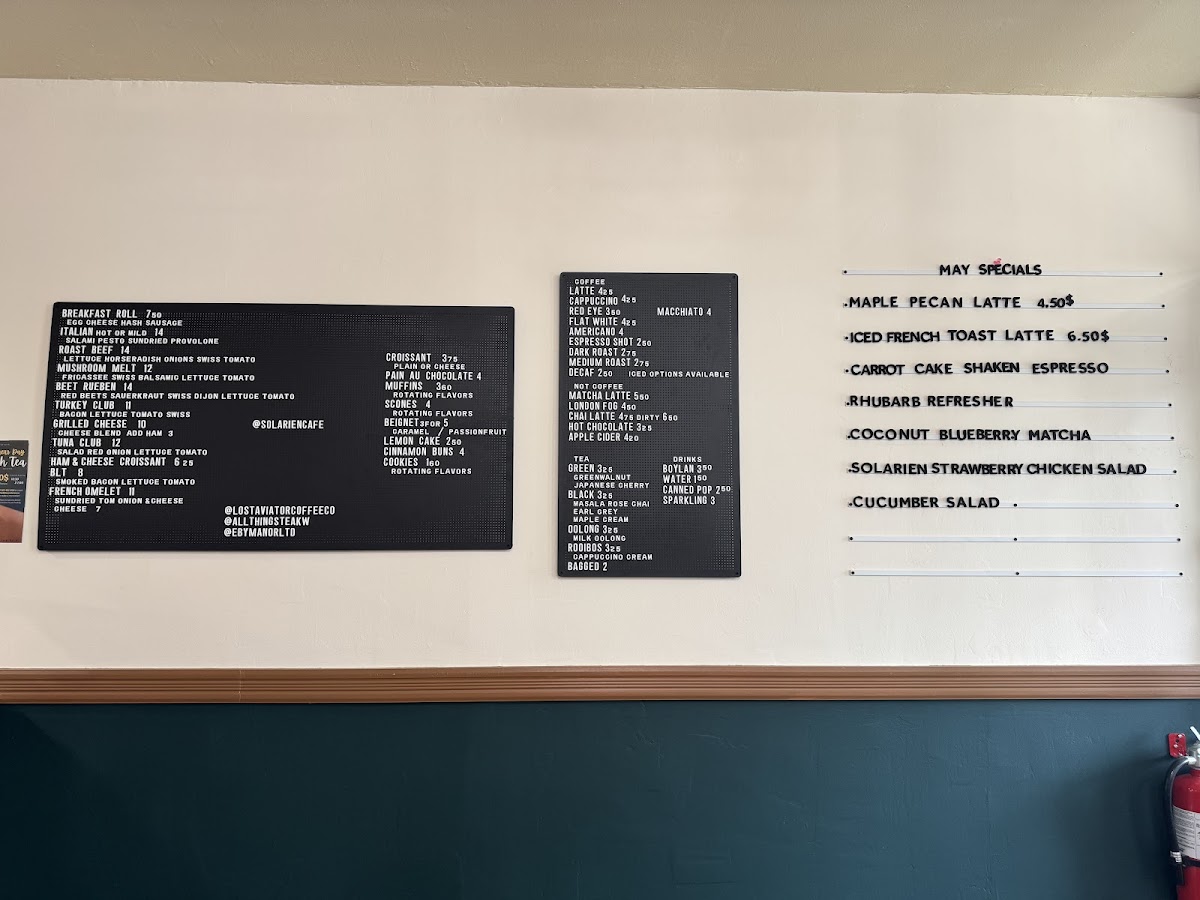 BREAKFAST ROLL 750
EGG CHEESE HASH SAUSAGE
ITALIAN HOT OR MILD 14
SALAMI PESTO SUNDRIED PROVOLONE
ROAST BEEF 14
LETTUCE HORSERADISH ONIONS SWISS TOMATO
MUSHROOM MELT 12
FRICASSEE SWISS BALSAMIC LETTUCE TOMATO
BEET RUEBEN 14
RED BEETS SAUERKRAUT SWISS DIJON LETTUCE TOMATO
TURKEY CLUB 11
BACON LETTUCE TOMATO SWISS
GRILLED CHEESE 10
CHEESE BLEND ADD HAM 3
TUNA CLUB 12
SALAD RED ONION LETTUCE TOMATO
HAM & CHEESE CROISSANT 625
BLT 8
SMOKED BACON LETTUCE TOMATO
FRENCH OMELET 11
SUNDRIED TOM ONION & CHEESE
CHEESE 7
@SOLARIENCAFE
@LOSTAVIATORCOFFEECO
@ALLTHINGSTEAKW
@EBYMANORLTD
CROISSANT 375
PLAIN OR CHEESE
PAIN AU CHOCOLATE 4
MUFFINS 360
ROTATING FLAVORS
SCONES 4
ROTATING FLAVORS
BEIGNET 3FOR 5
CARAMEL / PASSIONFRUIT
LEMON CAKE 250
CINNAMON BUNS 4
COOKIES 160
ROTATING FLAVORS
COFFEE
LATTE 425
CAPPUCCINO 425
RED EYE 360 MACCHIATO 4
FLAT WHITE 425
AMERICANO 4
ESPRESSO SHOT 250
DARK ROAST 275
MEDIUM ROAST 275
DECAF 250 ICED OPTIONS AVAILABLE
NOT COFFEE
MATCHA LATTE 550
LONDON FOG 450
CHAI LATTE 475 DIRTY 650
HOT CHOCOLATE 325
APPLE CIDER 420
TEA
GREEN 325
GREENWALNUT
JAPANESE CHERRY
BLACK 325
MASALA ROSE CHAI
EARL GREY
MAPLE CREAM
OOLONG 325
MILK OOLONG
ROOIBOS 325
CAPPUCCINO CREAM
BAGGED 2
DRINKS
BOYLAN 350
WATER 150
CANNED POP 250
SPARKLING 3
MAY SPECIALS
MAPLE PECAN LATTE 4.50$
ICED FRENCH TOAST LATTE 6.50$
CARROT CAKE SHAKEN ESPRESSO
RHUBARB REFRESHER
COCONUT BLUEBERRY MATCHA
SOLARIEN STRAWBERRY CHICKEN SALAD
CUCUMBER SALAD